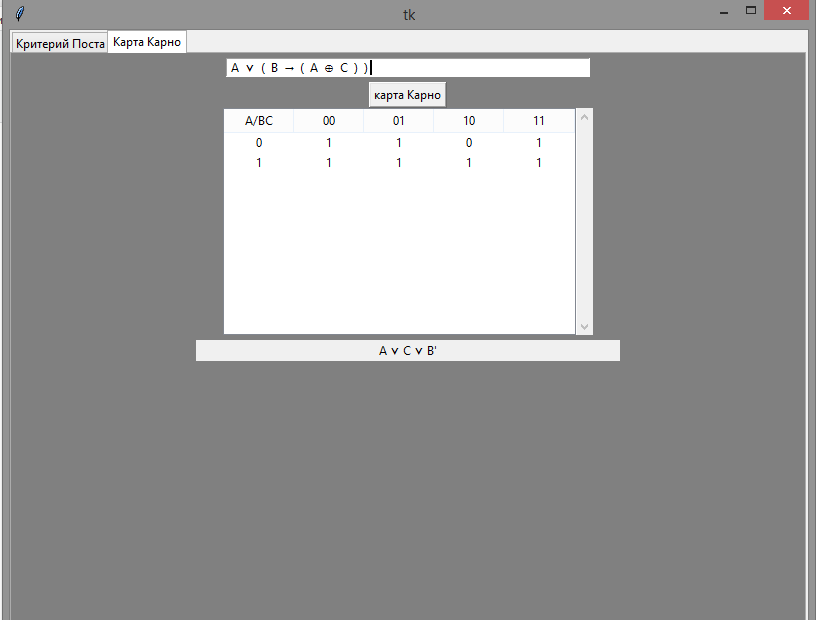 tk
Критерий Поста Карта Карно
A ∨ ( B → ( A ⊕ C ) )
карта Карно
A/BC 00 01 10 11
0 1 1 0 1
1 1 1 1 1
A ∨ C ∨ B'